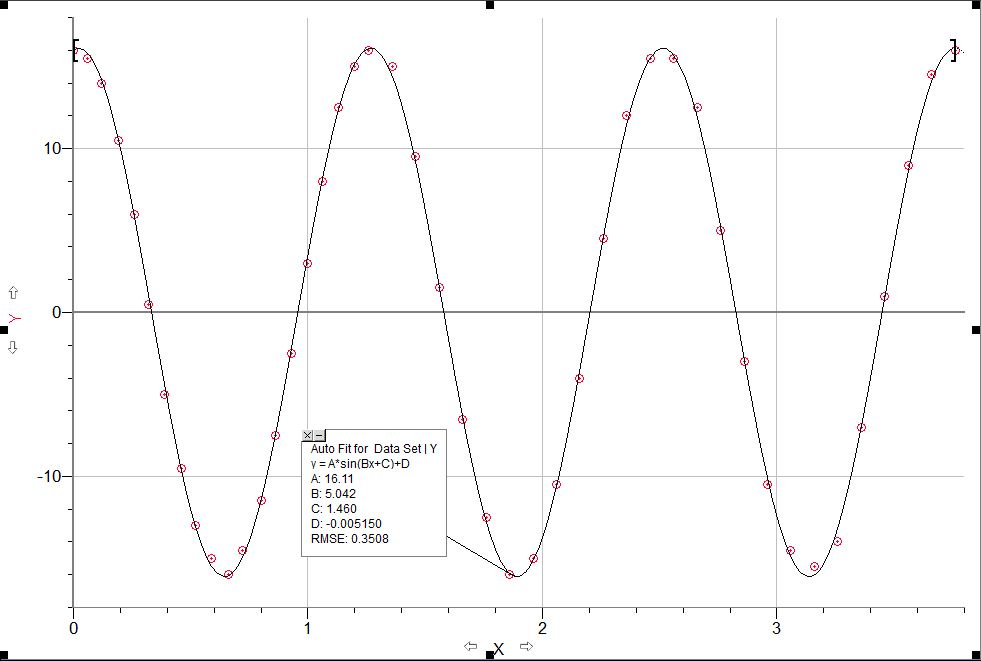 10
0
-10
Y
Auto Fit for Data Set | Y
y = A*sin(Bx+C)+D
A: 16.11
B: 5.042
C: 1.460
D: -0.005150
RMSE: 0.3508
0 1 2 3
X